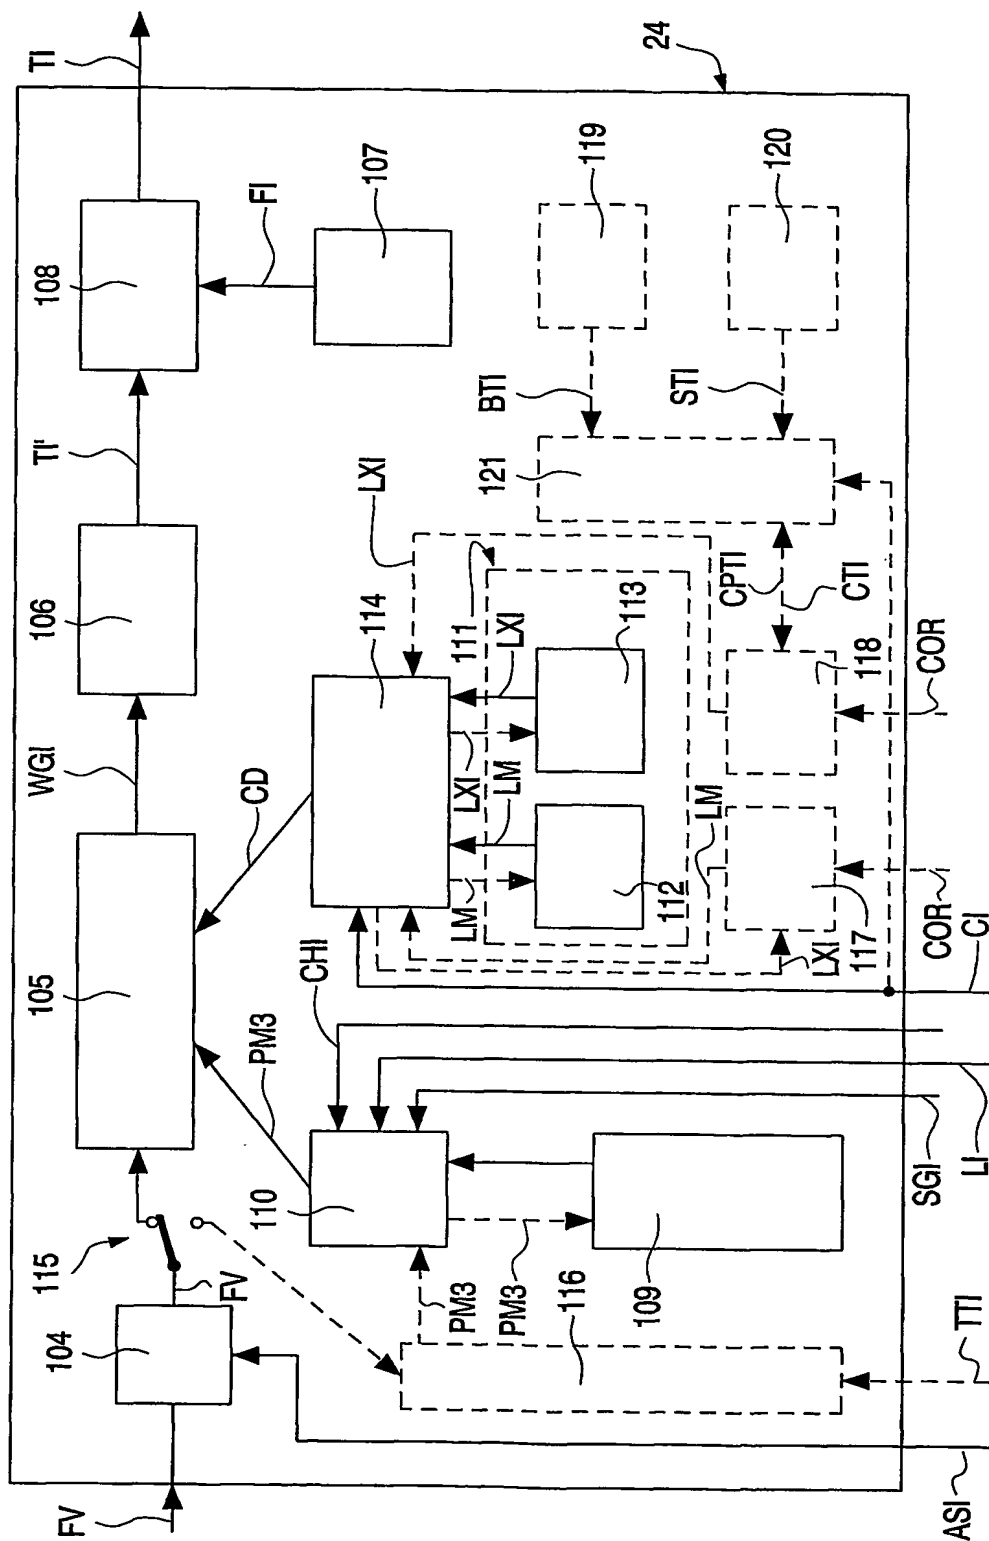 TI
24
108
FI
107
119
120
TI'
BTI
STI
121
106
LXI
111
114
CPTI
CTI
LXI
113
118
COR
WGI
CD
LXI
LM
LM
112
LM
117
COR
LXI
CI
105
CHI
PM3
110
SGI
LI
115
FV
PM3
PM3
116
109
104
TTI
FV
ASI